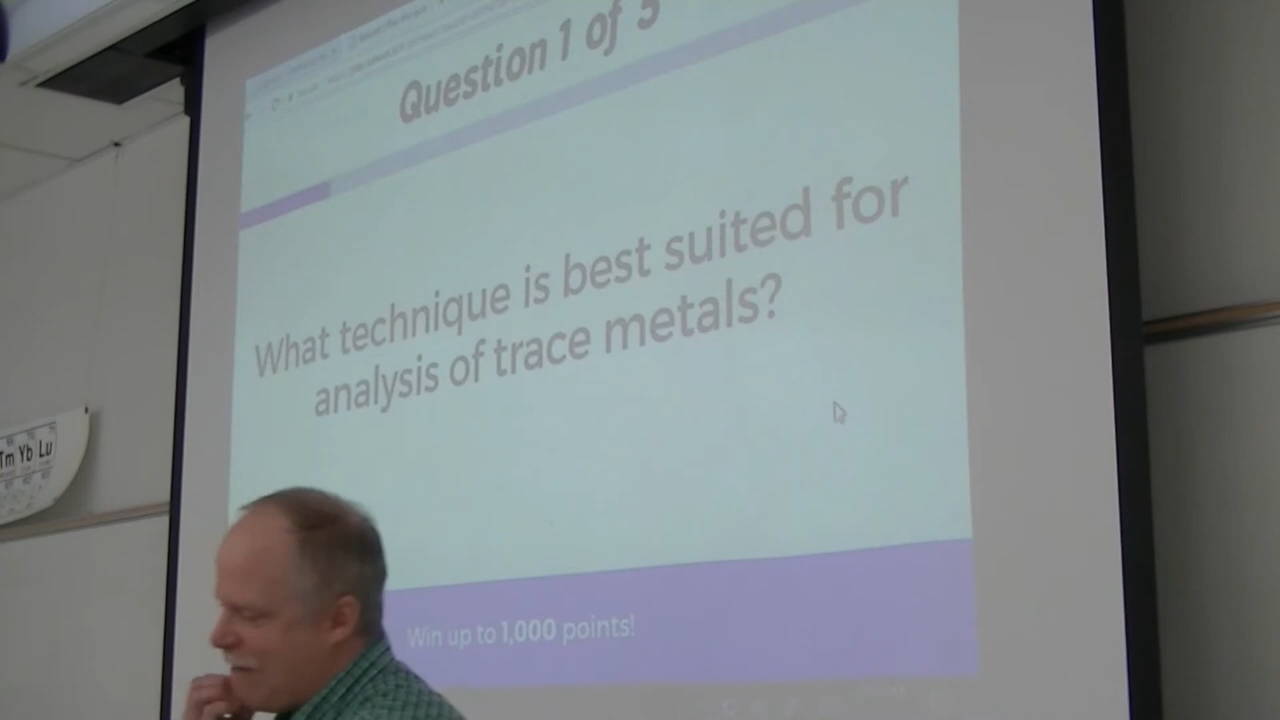 Question 1 of 5
What technique is best suited for
analysis of trace metals?
Tm Yb Lu
Win up to 1,000 points!